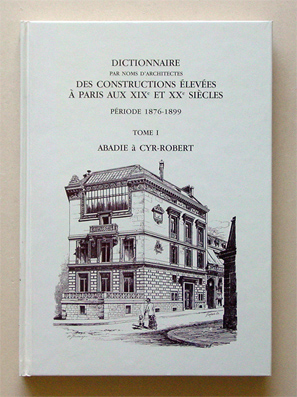 DICTIONNAIRE
PAR NOMS D'ARCHITECTES
DES CONSTRUCTIONS ÉLEVÉES
À PARIS AUX XIXe ET XXe SIÈCLES
PÉRIODE 1876-1899
TOME I
ABADIE à CYR-ROBERT